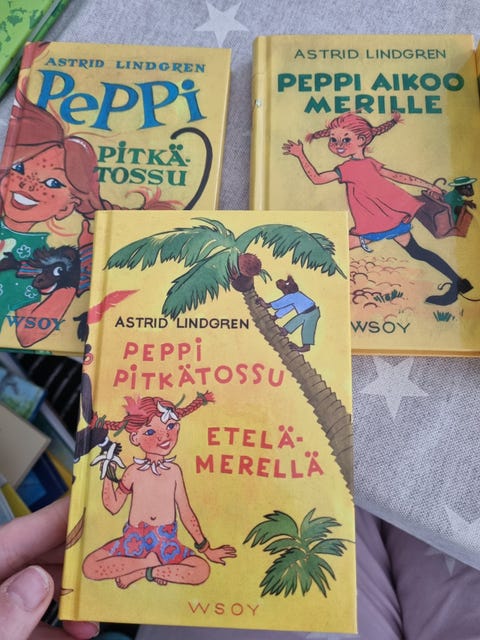 ASTRID LINDGREN
PEPPI
PITKÄ-
TOSSU
WSOY
ASTRID LINDGREN
PEPPI AIKOO
MERILLE
WSOY
ASTRID LINDGREN
PEPPI
PITKÄTOSSU
ETELÄ-
MERELLÄ
WSOY